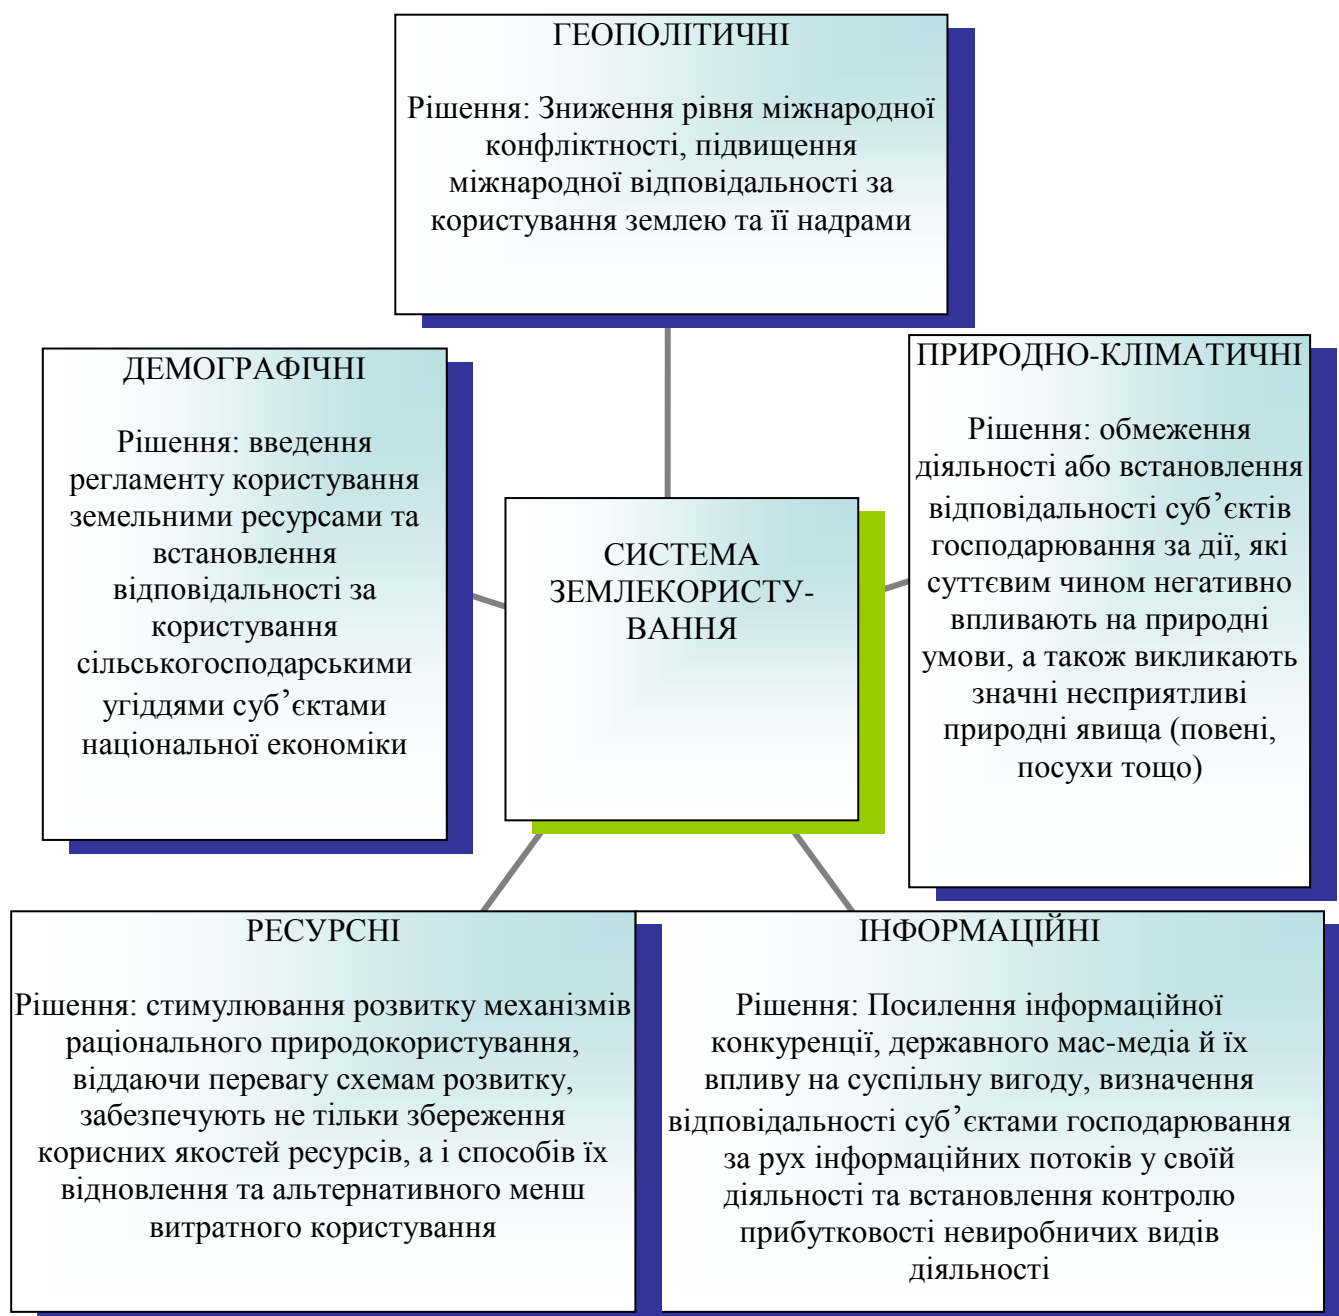 ГЕОПОЛІТИЧНІ
Рішення: Зниження рівня міжнародної
конфліктності, підвищення
міжнародної відповідальності за
користування землею та її надрами
ДЕМОГРАФІЧНІ
Рішення: введення
регламенту користування
земельними ресурсами та
встановлення
відповідальності за
користування
сільськогосподарськими
угіддями суб’єктами
національної економіки
СИСТЕМА
ЗЕМЛЕКОРИСТУ-
ВАННЯ
ПРИРОДНО-КЛІМАТИЧНІ
Рішення: обмеження
діяльності або встановлення
відповідальності суб’єктів
господарювання за дії, які
суттєвим чином негативно
впливають на природні
умови, а також викликають
значні несприятливі
природні явища (повені,
посухи тощо)
РЕСУРСНІ
Рішення: стимулювання розвитку механізмів
раціонального природокористування,
віддаючи перевагу схемам розвитку,
забезпечують не тільки збереження
корисних якостей ресурсів, а і способів їх
відновлення та альтернативного менш
витратного користування
ІНФОРМАЦІЙНІ
Рішення: Посилення інформаційної
конкуренції, державного мас-медіа й їх
впливу на суспільну вигоду, визначення
відповідальності суб’єктами господарювання
за рух інформаційних потоків у своїй
діяльності та встановлення контролю
прибутковості невиробничих видів
діяльності